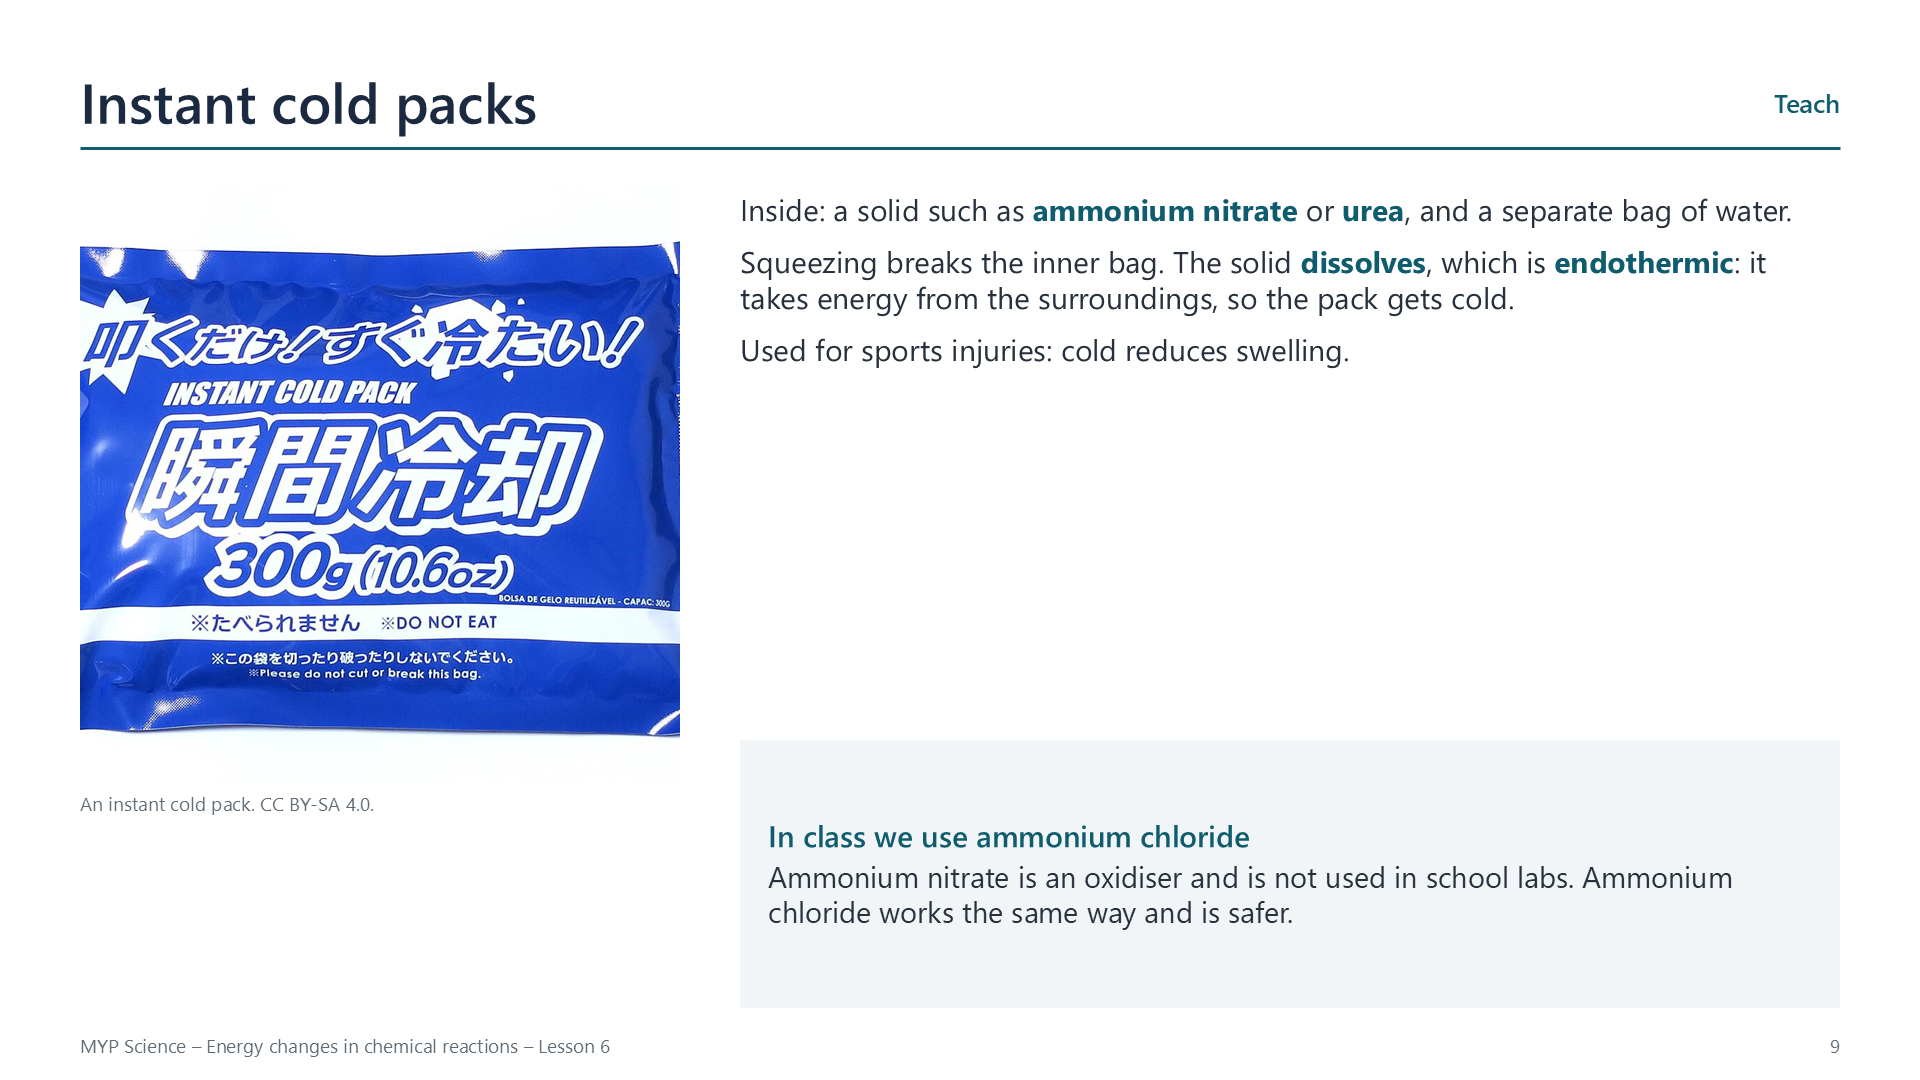 Instant cold packs
Teach
叩くだけ！すぐ冷たい！
INSTANT COLD PACK
瞬間冷却
300g (10.6oz)
BOLSA DE GELO REUTILIZÁVEL - CAPAC: 300G
※たべられません ※DO NOT EAT
※この袋を切ったり破ったりしないでください。
※Please do not cut or break this bag.
An instant cold pack. CC BY-SA 4.0.
Inside: a solid such as ammonium nitrate or urea, and a separate bag of water.
Squeezing breaks the inner bag. The solid dissolves, which is endothermic: it
takes energy from the surroundings, so the pack gets cold.
Used for sports injuries: cold reduces swelling.
In class we use ammonium chloride
Ammonium nitrate is an oxidiser and is not used in school labs. Ammonium
chloride works the same way and is safer.
MYP Science – Energy changes in chemical reactions – Lesson 6
9